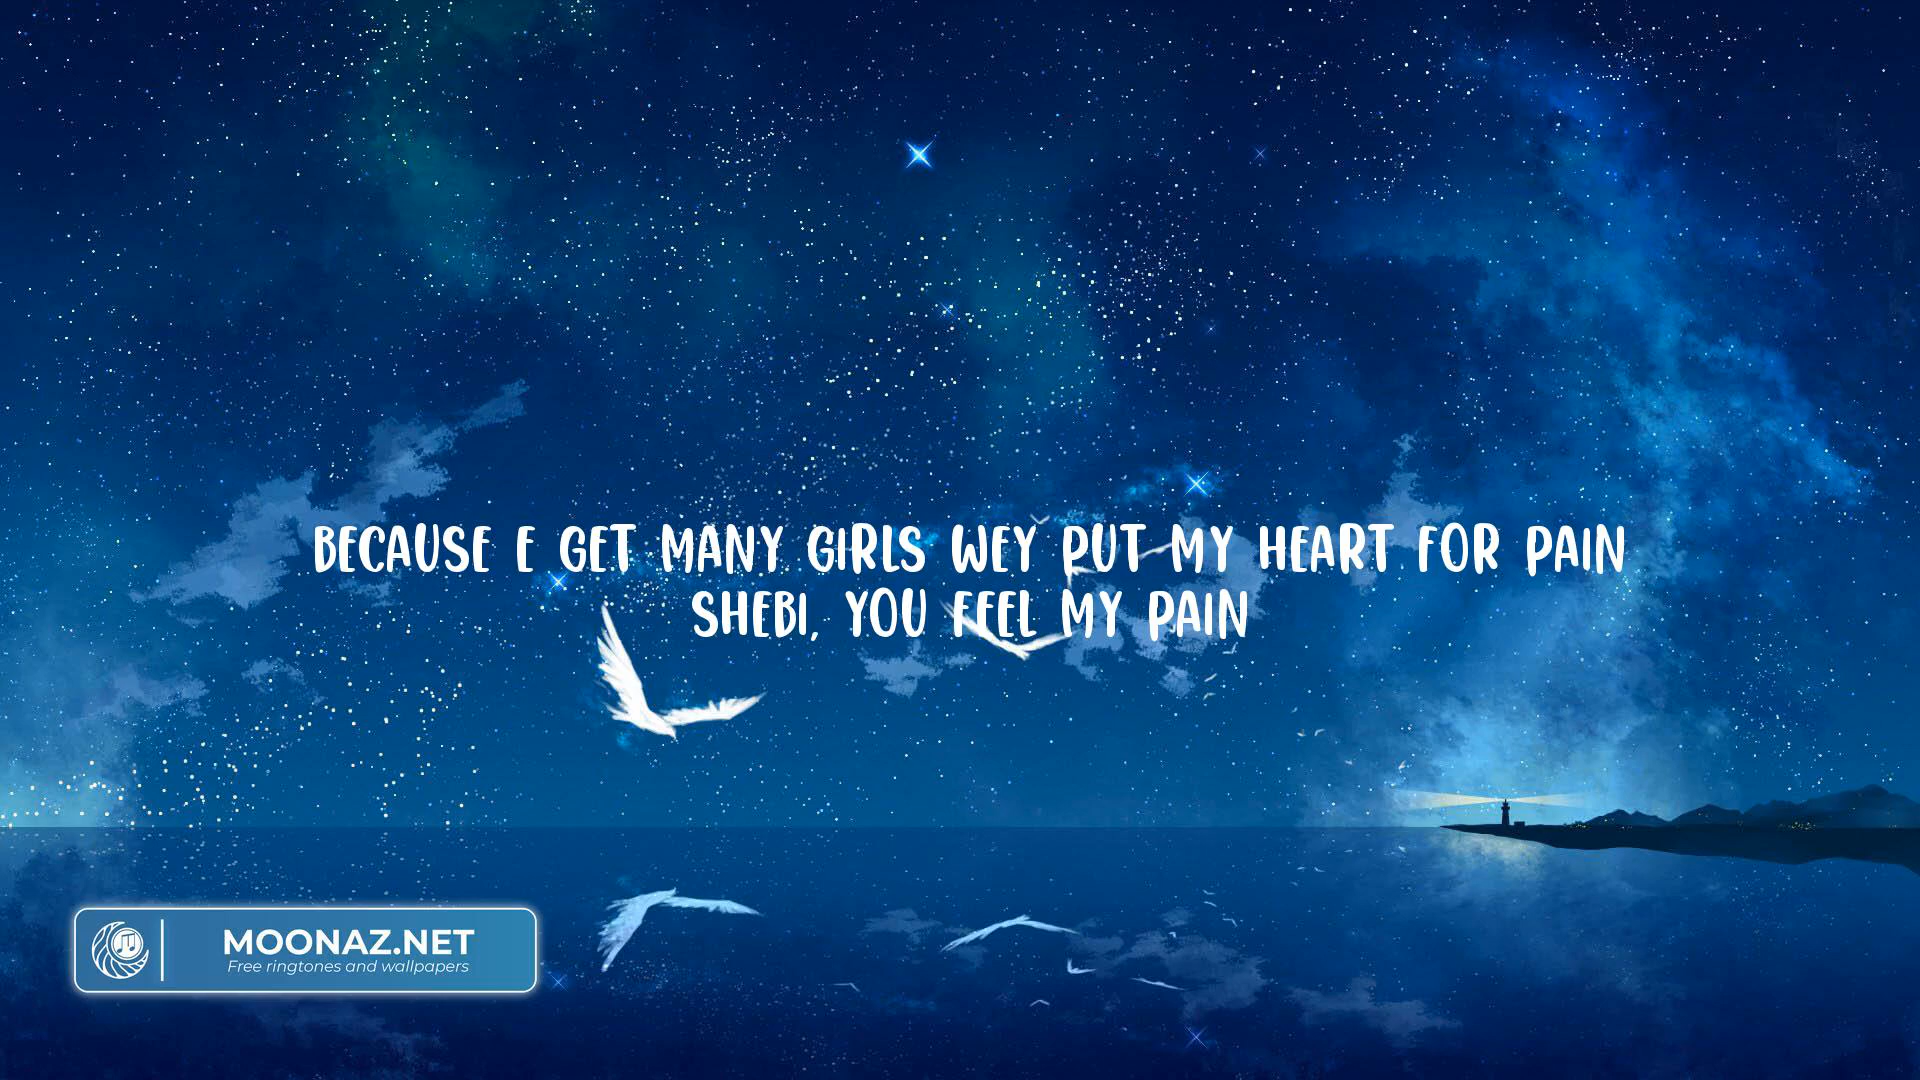 BECAUSE E GET MANY GIRLS WEY PUT MY HEART FOR PAIN
SHEBI, YOU FEEL MY PAIN
MOONAZ.NET
Free ringtones and wallpapers